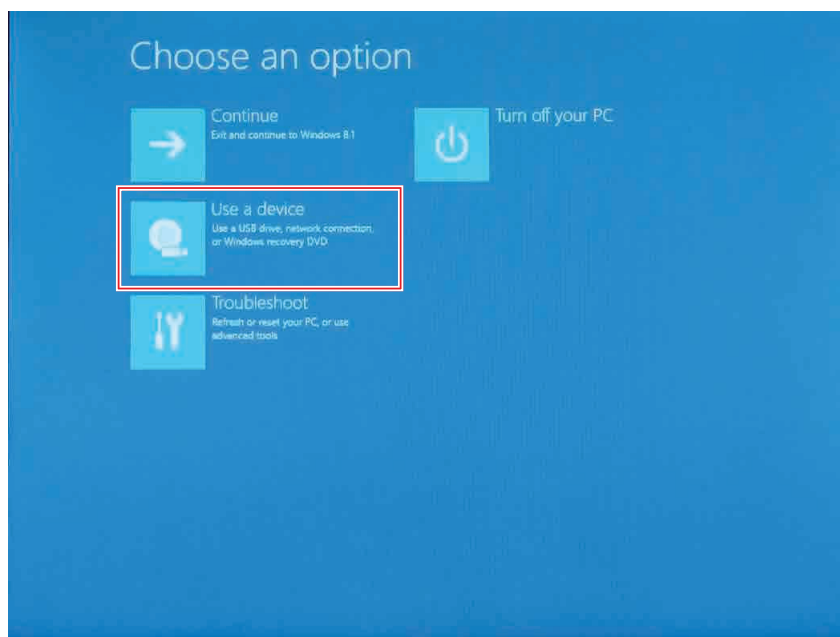 Choose an option
Continue
Exit and continue to Windows 8.1
Turn off your PC
Use a device
Use a USB drive, network connection,
or Windows recovery DVD
Troubleshoot
Refresh or reset your PC, or use
advanced tools